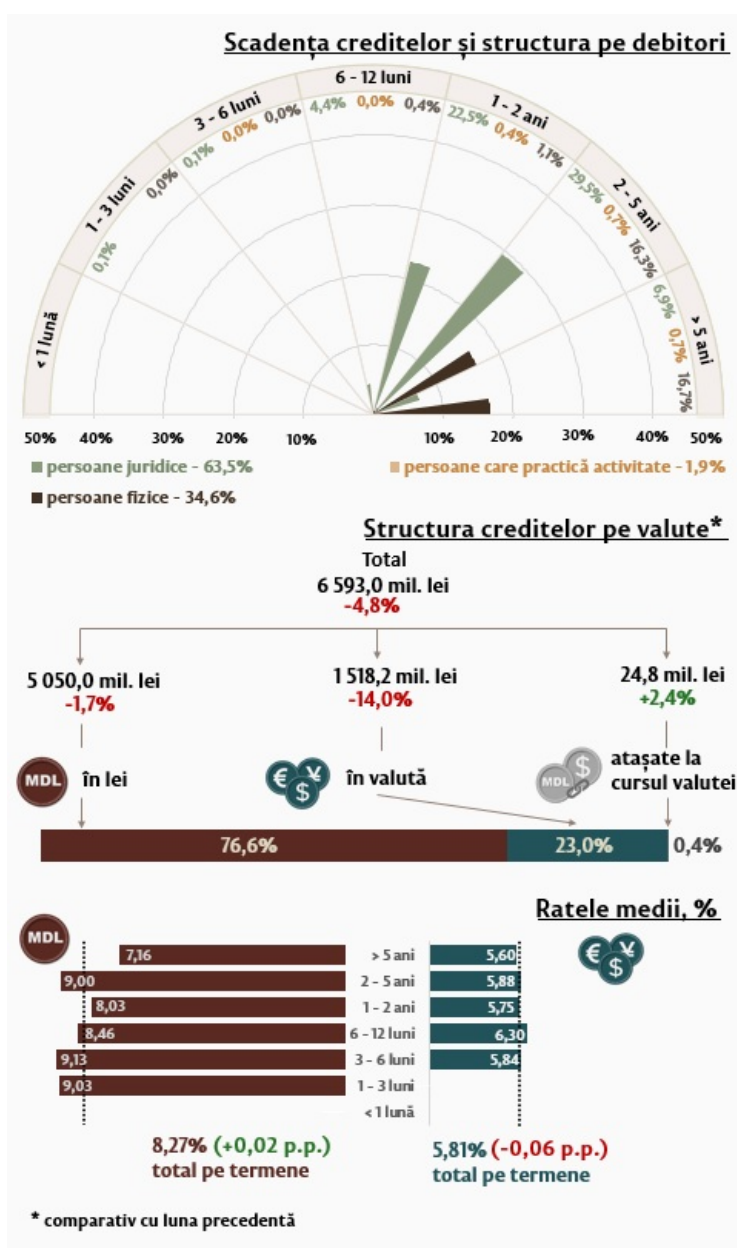 Scadența creditelor și structura pe debitori
6 - 12 luni
3 - 6 luni
1 - 2 ani
1 - 3 luni
2 - 5 ani
< 1 lună
> 5 ani
0,1%
0,0% 0,1% 0,0% 0,0%
4,4% 0,0% 0,4%
22,5% 0,4% 1,1%
29,5% 0,7% 16,3%
6,9% 0,7% 16,7%
50% 40% 30% 20% 10% 10% 20% 30% 40% 50%
persoane juridice - 63,5% persoane care practică activitate - 1,9%
persoane fizice - 34,6%
Structura creditelor pe valute*
Total
6 593,0 mil. lei
-4,8%
5 050,0 mil. lei 1 518,2 mil. lei 24,8 mil. lei
-1,7% -14,0% +2,4%
MDL în lei € ¥ $ în valută MDL $ atașate la
cursul valutei
76,6% 23,0% 0,4%
Ratele medii, %
MDL € ¥ $
7,16 > 5 ani 5,60
9,00 2 - 5 ani 5,88
8,03 1 - 2 ani 5,75
8,46 6 - 12 luni 6,30
9,13 3 - 6 luni 5,84
9,03 1 - 3 luni
< 1 lună
8,27% (+0,02 p.p.) 5,81% (-0,06 p.p.)
total pe termene total pe termene
* comparativ cu luna precedentă